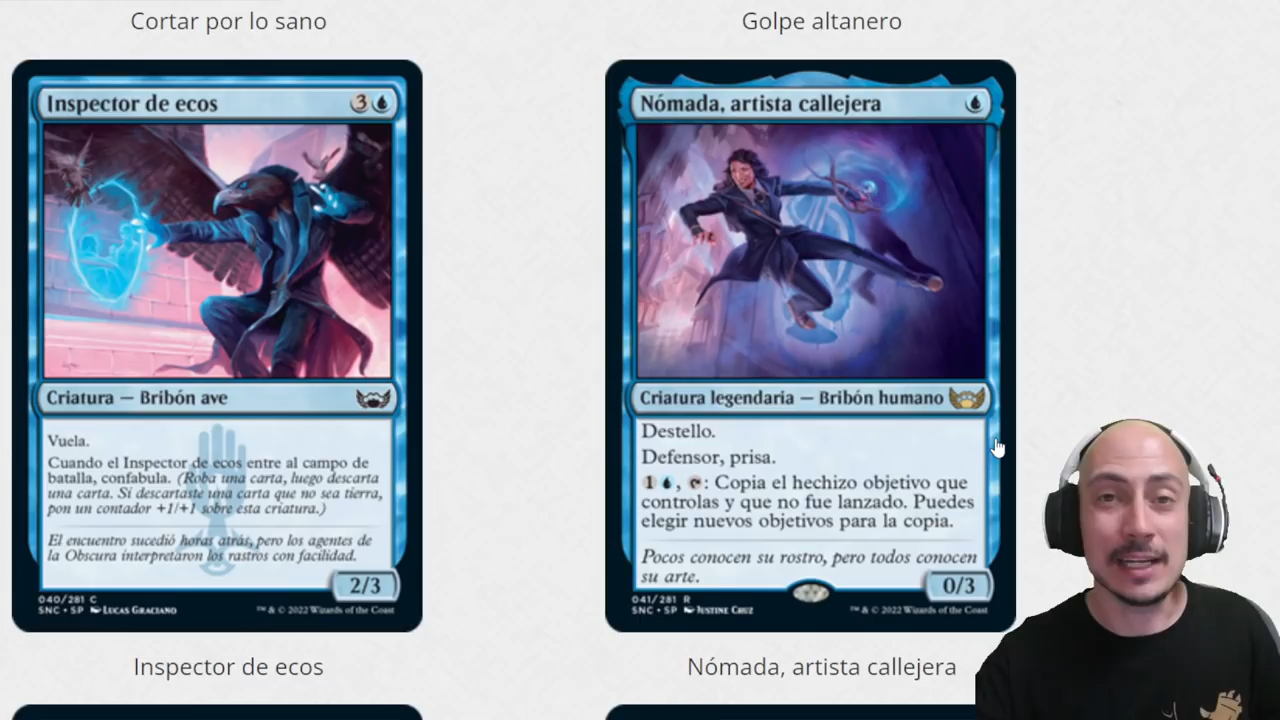 Cortar por lo sano
Golpe altanero
Inspector de ecos
3
Criatura — Bribón ave
Vuela.
Cuando el Inspector de ecos entre al campo de
batalla, confabula. (Roba una carta, luego descarta
una carta. Si descartaste una carta que no sea tierra,
pon un contador +1/+1 sobre esta criatura.)
El encuentro sucedió horas atrás, pero los agentes de
la Obscura interpretaron los rastros con facilidad.
2/3
040/281 C
SNC • SP LUCAS GRACIANO
™ & © 2022 Wizards of the Coast
Inspector de ecos
Nómada, artista callejera
Criatura legendaria — Bribón humano
Destello.
Defensor, prisa.
1 , : Copia el hechizo objetivo que
controlas y que no fue lanzado. Puedes
elegir nuevos objetivos para la copia.
Pocos conocen su rostro, pero todos conocen
su arte.
0/3
041/281 R
SNC • SP JUSTINE CRUZ
™ & © 2022 Wizards of the Coast
Nómada, artista callejera